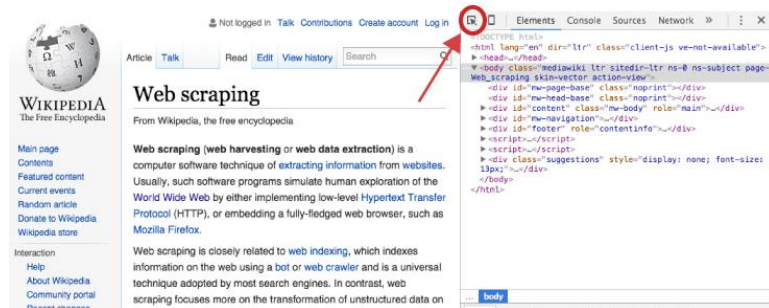 Not logged in Talk Contributions Create account Log in
Article Talk Read Edit View history Search
WIKIPEDIA
The Free Encyclopedia
Main page
Contents
Featured content
Current events
Random article
Donate to Wikipedia
Wikipedia store
Interaction
Help
About Wikipedia
Community portal
Recent changes
Web scraping
From Wikipedia, the free encyclopedia
Web scraping (web harvesting or web data extraction) is a
computer software technique of extracting information from websites.
Usually, such software programs simulate human exploration of the
World Wide Web by either implementing low-level Hypertext Transfer
Protocol (HTTP), or embedding a fully-fledged web browser, such as
Mozilla Firefox.
Web scraping is closely related to web indexing, which indexes
information on the web using a bot or web crawler and is a universal
technique adopted by most search engines. In contrast, web
scraping focuses more on the transformation of unstructured data on
Elements Console Sources Network »
<!DOCTYPE html>
<html lang="en" dir="ltr" class="client-js ve-not-available">
<head>…</head>
<body class="mediawiki ltr sitedir-ltr ns-0 ns-subject page-
Web_scraping skin-vector action-view">
<div id="mw-page-base" class="noprint"></div>
<div id="mw-head-base" class="noprint"></div>
<div id="content" class="mw-body" role="main">…</div>
<div id="mw-navigation">…</div>
<div id="footer" role="contentinfo">…</div>
<script>…</script>
<script>…</script>
<div class="suggestions" style="display: none; font-size:
13px;">…</div>
</body>
</html>
... body